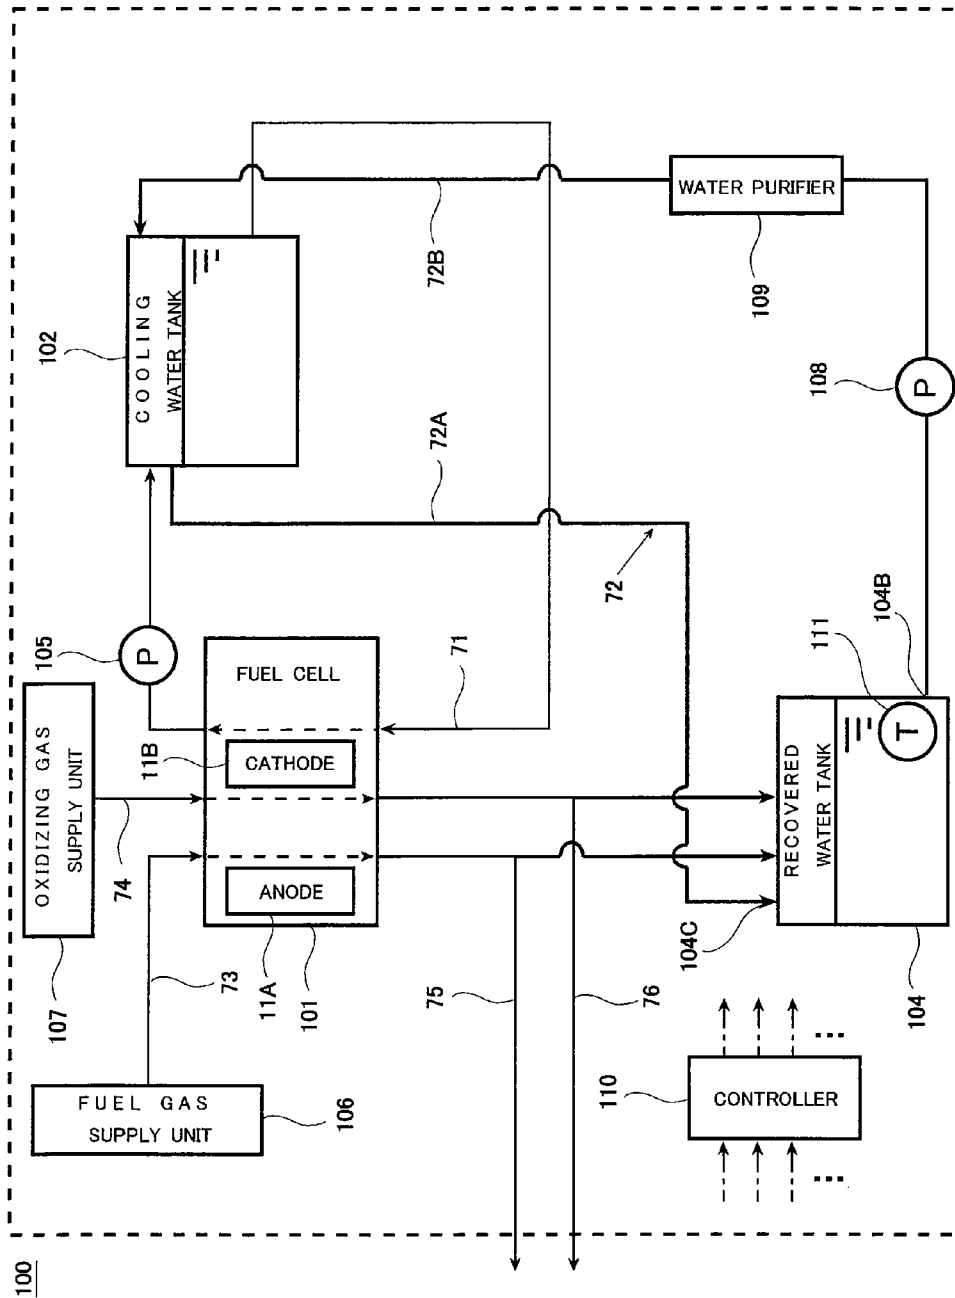 100
FUEL GAS
SUPPLY UNIT
106
OXIDIZING GAS
SUPPLY UNIT
107
73
74
FUEL CELL
ANODE
CATHODE
11A
11B
101
105
P
COOLING
WATER TANK
102
71
72
72A
72B
75
76
WATER PURIFIER
109
P
108
RECOVERED
WATER TANK
T
111
104B
104C
104
CONTROLLER
110